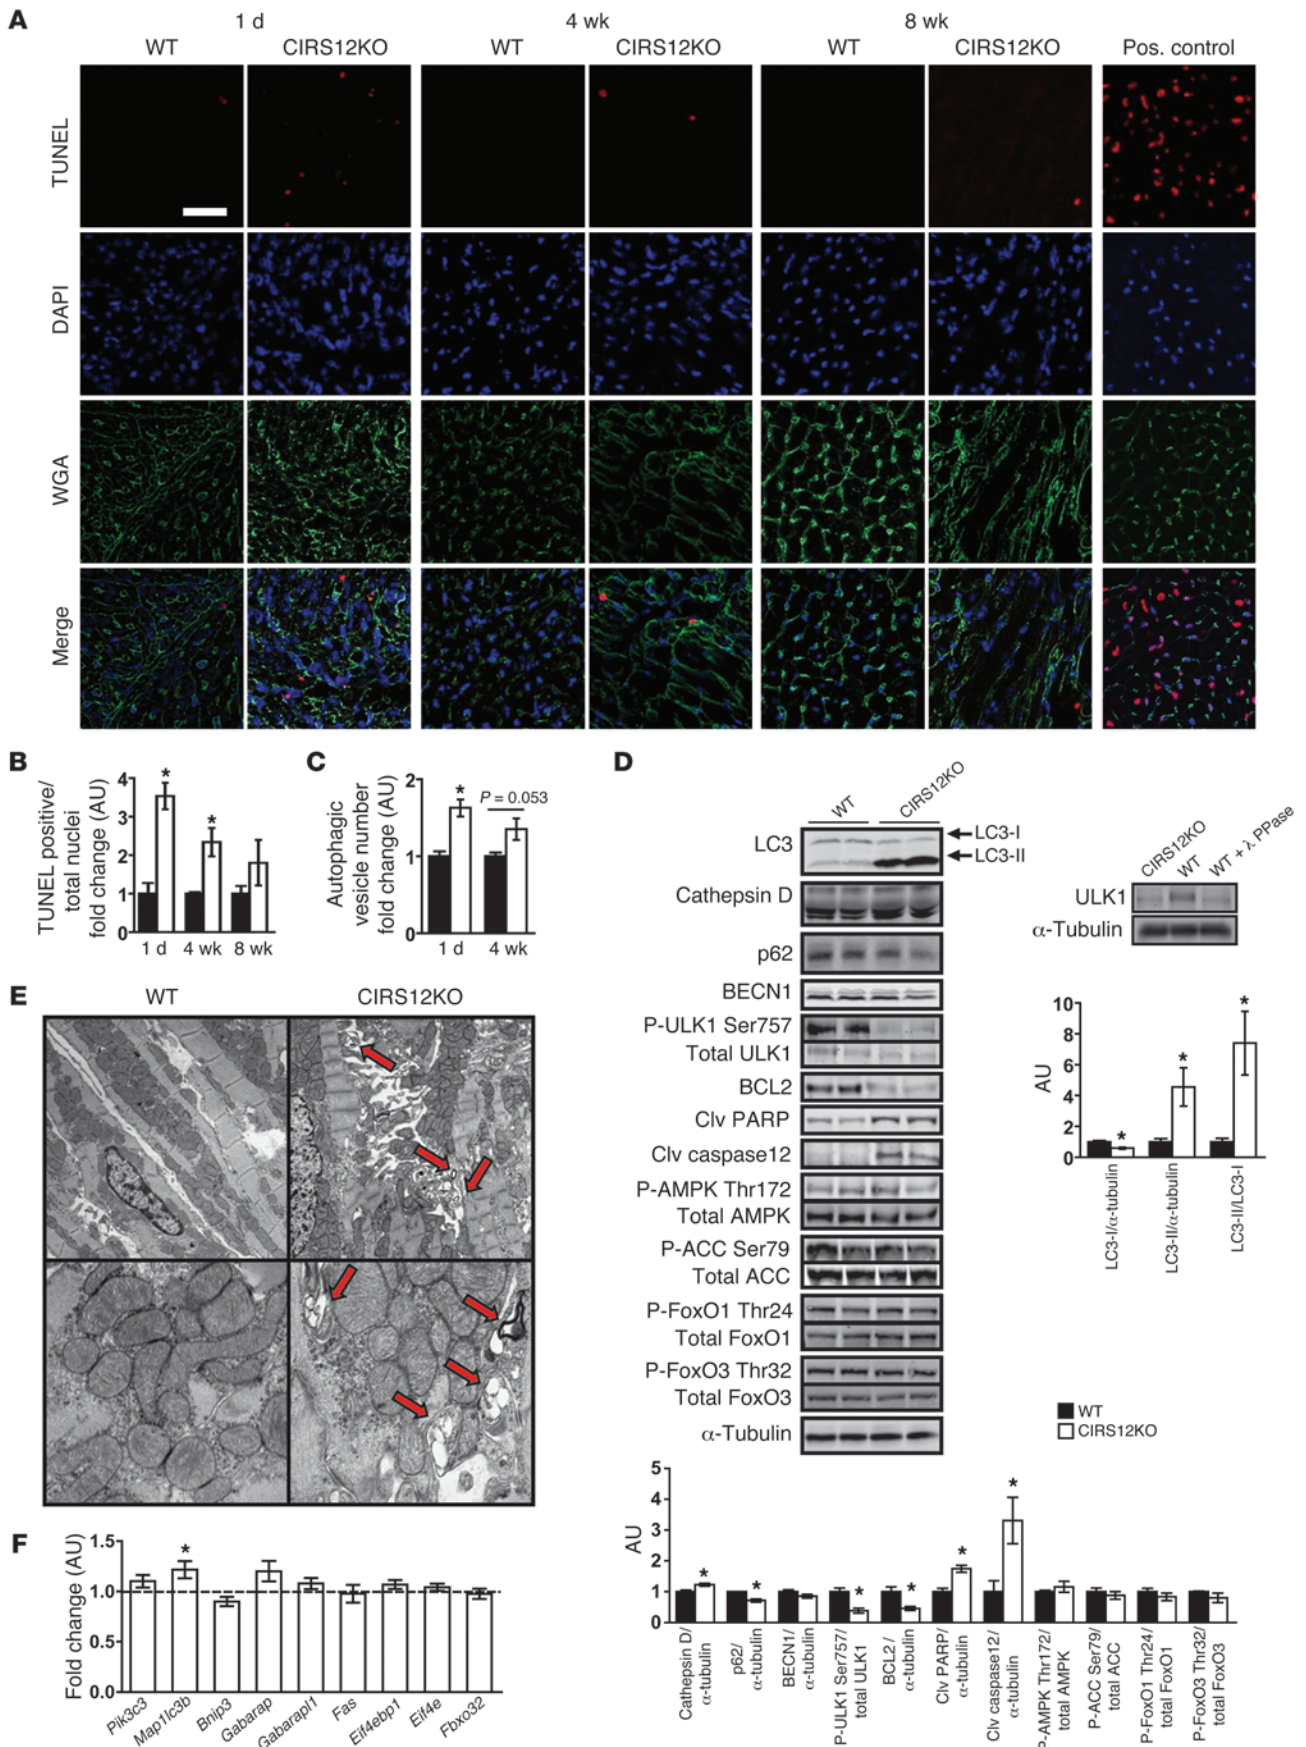 A
1 d 4 wk 8 wk
WT CIRS12KO WT CIRS12KO WT CIRS12KO Pos. control
TUNEL
DAPI
WGA
Merge
B
TUNEL positive/
total nuclei
fold change (AU)
4
3
2
1
0
* *
1 d 4 wk 8 wk
C
Autophagic
vesicle number
fold change (AU)
2
1
0
* P = 0.053
1 d 4 wk
D
WT CIRS12KO
LC3
LC3-I
LC3-II
Cathepsin D
p62
BECN1
P-ULK1 Ser757
Total ULK1
BCL2
Clv PARP
Clv caspase12
P-AMPK Thr172
Total AMPK
P-ACC Ser79
Total ACC
P-FoxO1 Thr24
Total FoxO1
P-FoxO3 Thr32
Total FoxO3
α-Tubulin
CIRS12KO WT WT + λ PPase
ULK1
α-Tubulin
AU
10
8
6
4
2
0
* * *
LC3-I/α-tubulin
LC3-II/α-tubulin
LC3-II/LC3-I
WT
CIRS12KO
AU
5
4
3
2
1
0
* * * * * *
Cathepsin D/
α-tubulin
p62/
α-tubulin
BECN1/
α-tubulin
P-ULK1 Ser757/
total ULK1
BCL2/
α-tubulin
Clv PARP/
α-tubulin
Clv caspase12/
α-tubulin
P-AMPK Thr172/
total AMPK
P-ACC Ser79/
total ACC
P-FoxO1 Thr24/
total FoxO1
P-FoxO3 Thr32/
total FoxO3
E
WT CIRS12KO
F
Fold change (AU)
1.5
1.0
0.5
0.0
*
Pik3c3
Map1lc3b
Bnip3
Gabarap
Gabarapl1
Fas
Eif4ebp1
Eif4e
Fbxo32